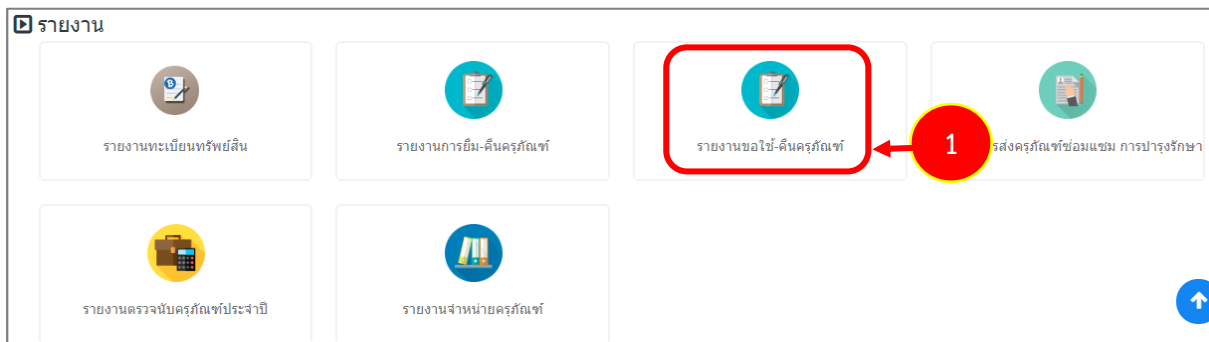 รายงาน
รายงานทะเบียนทรัพย์สิน
รายงานการยืม-คืนครุภัณฑ์
รายงานขอใช้-คืนครุภัณฑ์
1
รส่งครุภัณฑ์ซ่อมแซม การบำรุงรักษา
รายงานตรวจนับครุภัณฑ์ประจำปี
รายงานจำหน่ายครุภัณฑ์